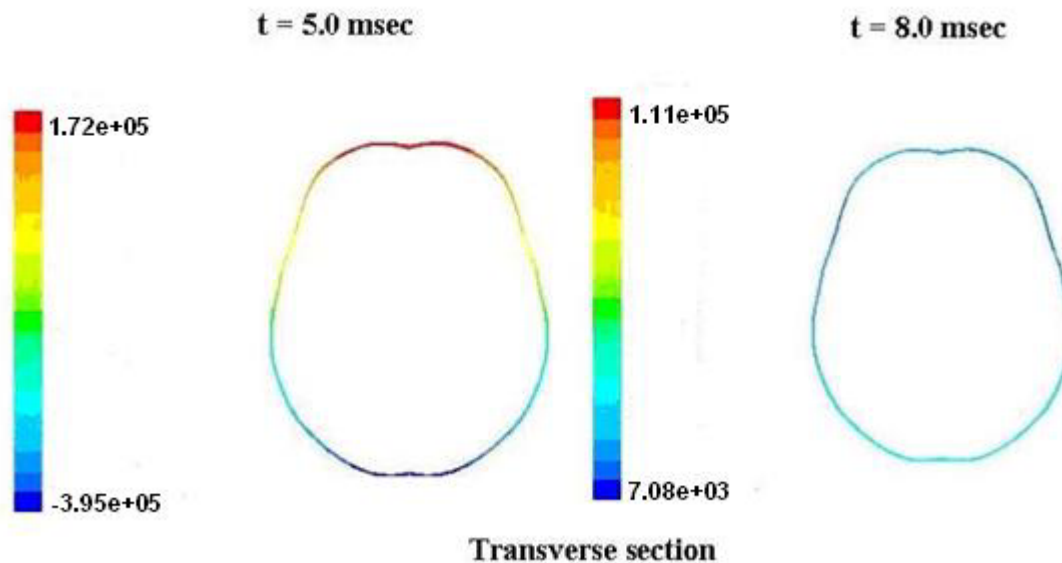 t = 5.0 msec
t = 8.0 msec
1.72e+05
1.11e+05
-3.95e+05
7.08e+03
Transverse section